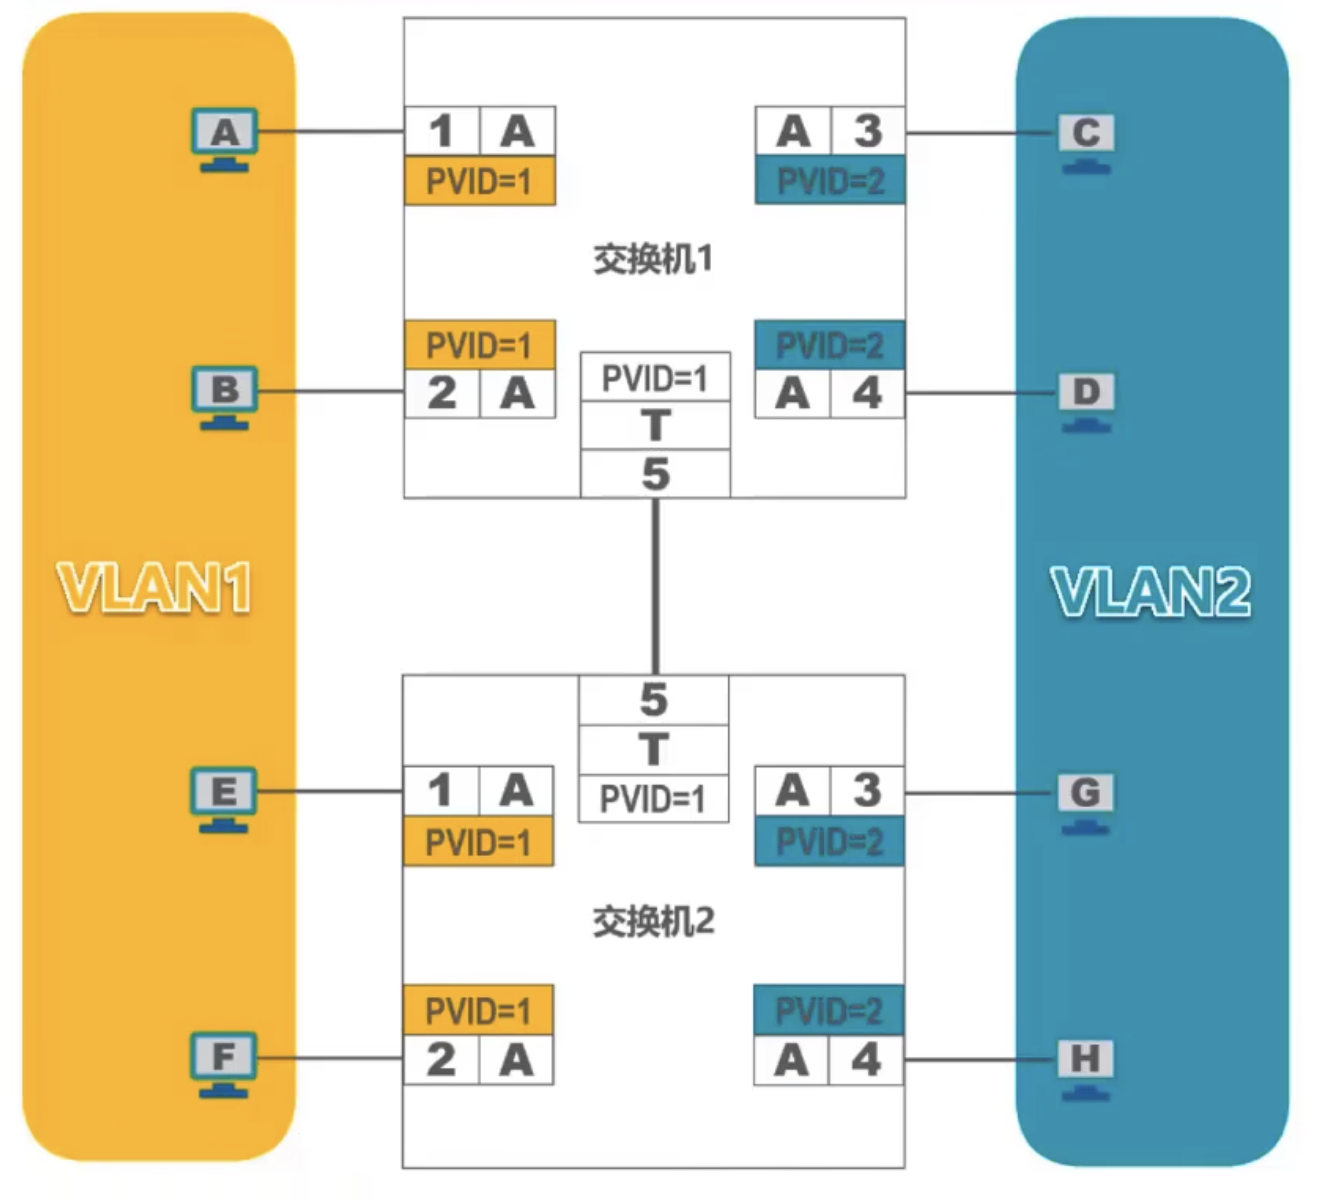 A
1 A
PVID=1
A 3
PVID=2
C
交换机1
B
PVID=1
2 A
PVID=1
T
5
PVID=2
A 4
D
VLAN1
VLAN2
5
T
PVID=1
E
1 A
PVID=1
A 3
PVID=2
G
交换机2
F
PVID=1
2 A
PVID=2
A 4
H